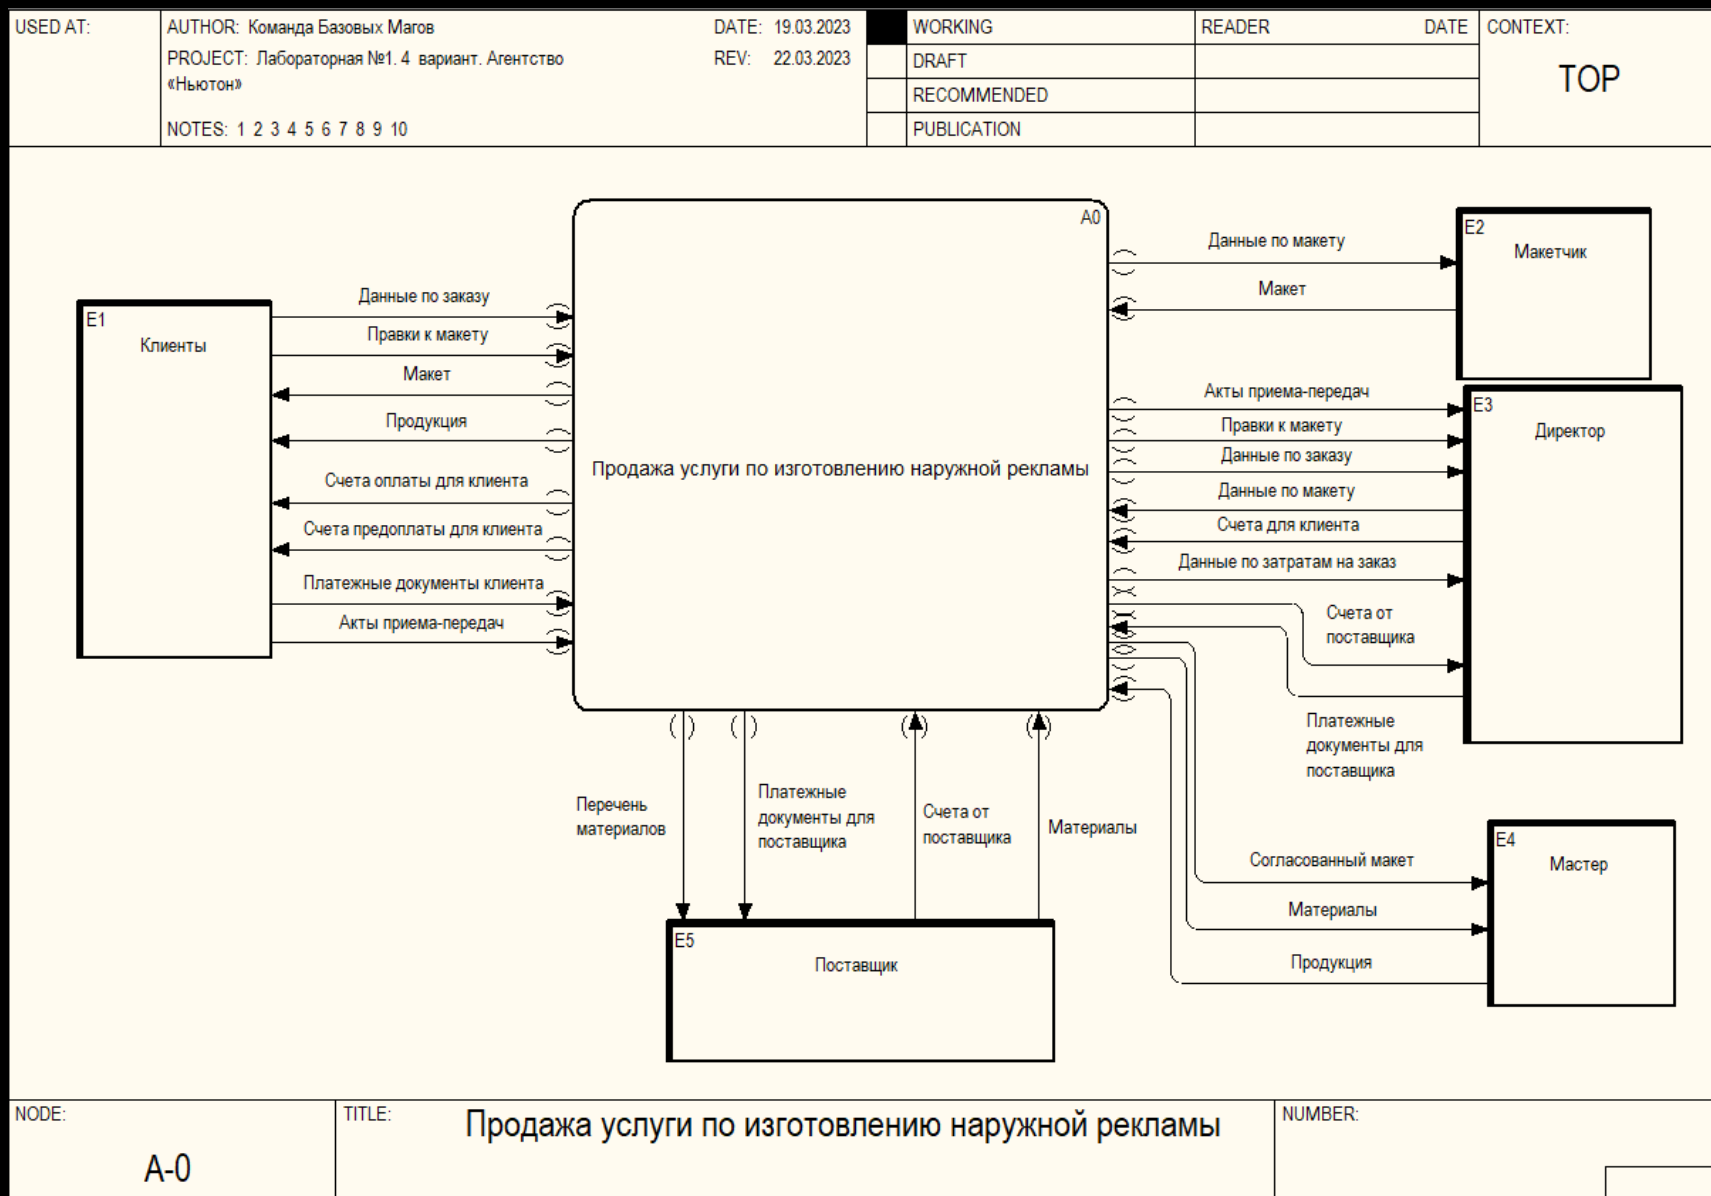 USED AT:
AUTHOR: Команда Базовых Магов
DATE: 19.03.2023
PROJECT: Лабораторная №1. 4 вариант. Агентство
«Ньютон»
REV: 22.03.2023
NOTES: 1 2 3 4 5 6 7 8 9 10
WORKING
DRAFT
RECOMMENDED
PUBLICATION
READER DATE
CONTEXT:
TOP
A0
Продажа услуги по изготовлению наружной рекламы
E1
Клиенты
Данные по заказу
Правки к макету
Макет
Продукция
Счета оплаты для клиента
Счета предоплаты для клиента
Платежные документы клиента
Акты приема-передач
Данные по макету
Макет
E2
Макетчик
Акты приема-передач
Правки к макету
Данные по заказу
Данные по макету
Счета для клиента
Данные по затратам на заказ
Счета от
поставщика
Платежные
документы для
поставщика
E3
Директор
Согласованный макет
Материалы
Продукция
E4
Мастер
Перечень
материалов
Платежные
документы для
поставщика
Счета от
поставщика
Материалы
E5
Поставщик
NODE:
A-0
TITLE:
Продажа услуги по изготовлению наружной рекламы
NUMBER: